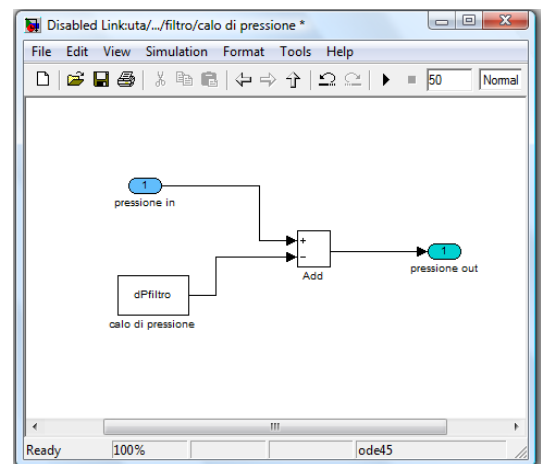 Disabled Link:uta/.../filtro/calo di pressione *
File Edit View Simulation Format Tools Help
50 Normal
1
pressione in
+
−
Add
1
pressione out
dPfiltro
calo di pressione
Ready 100% ode45